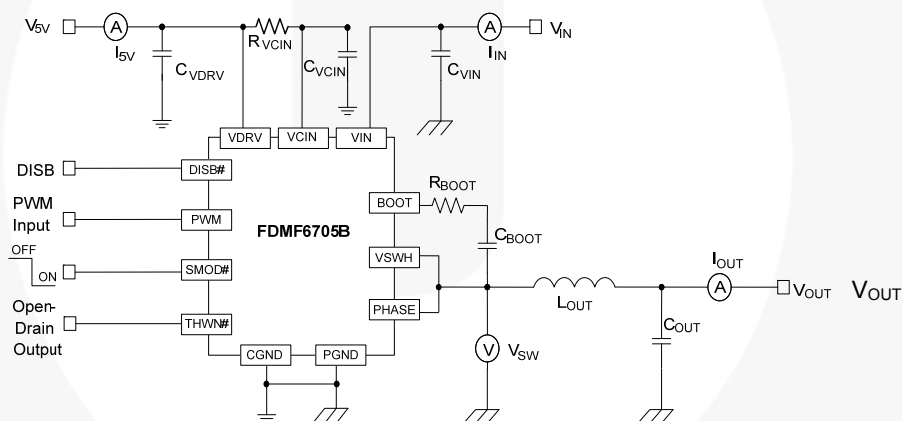 V5V
A
I5V
RVCIN
CVDRV
CVCIN
CVIN
A
IIN
VIN
VDRV
VCIN
VIN
DISB
DISB#
PWM
Input
PWM
OFF
ON
SMOD#
Open-
Drain
Output
THWN#
FDMF6705B
BOOT
RBOOT
CBOOT
VSWH
PHASE
CGND
PGND
V
VSW
LOUT
IOUT
A
COUT
VOUT
VOUT